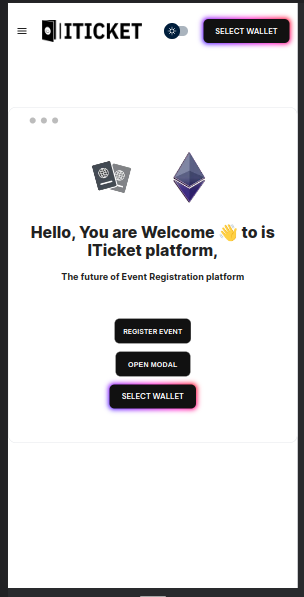 ITICKET
SELECT WALLET
Hello, You are Welcome 👋 to is
ITicket platform,
The future of Event Registration platform
REGISTER EVENT
OPEN MODAL
SELECT WALLET